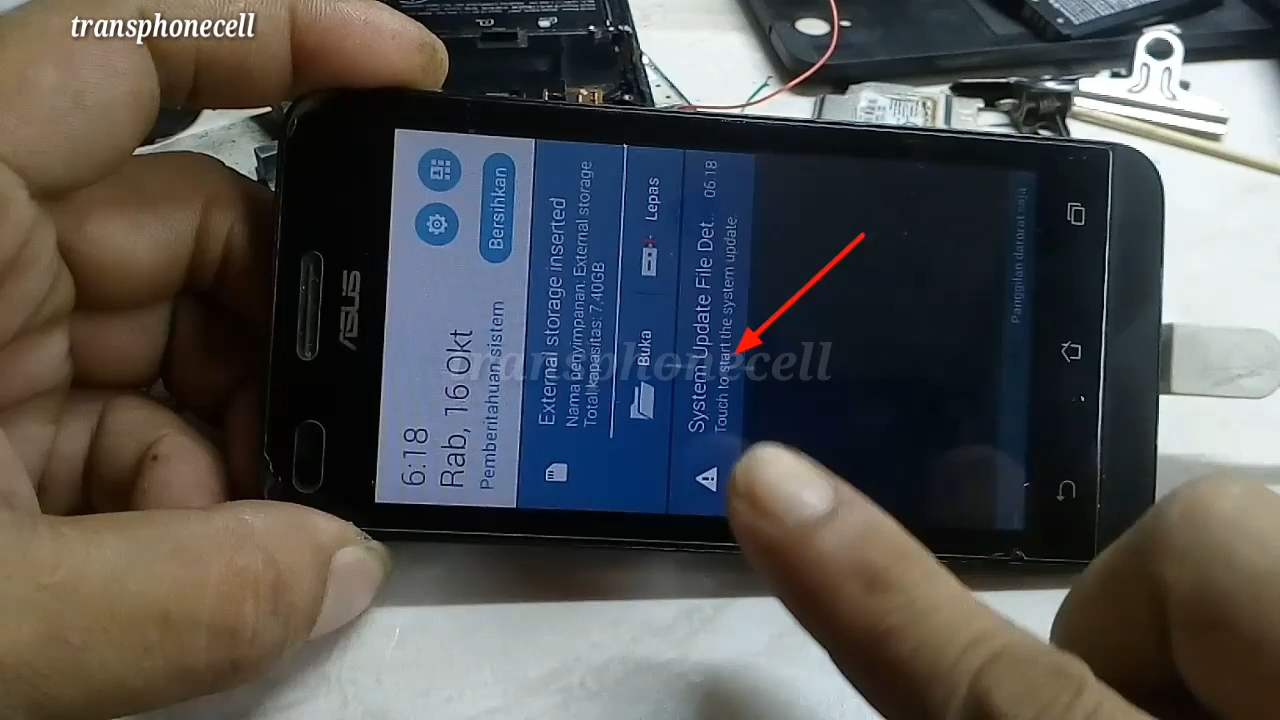 transphonecell
ASUS
6:18
Rab, 16 Okt
Pemberitahuan sistem
Bersihkan
External storage inserted
Nama penyimpanan: External storage
Total kapasitas: 7,40GB
Buka
Lepas
System Update File Det.. 06.18
Touch to start the system update.
Panggilan darurat saja
transphonecell